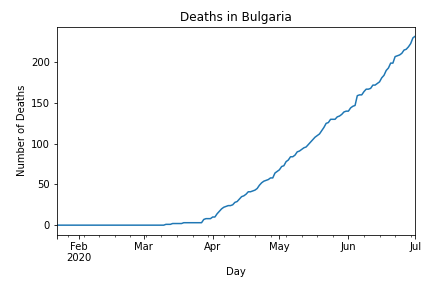 Deaths in Bulgaria
Number of Deaths
200
150
100
50
0
Feb
2020
Mar
Apr
May
Jun
Jul
Day